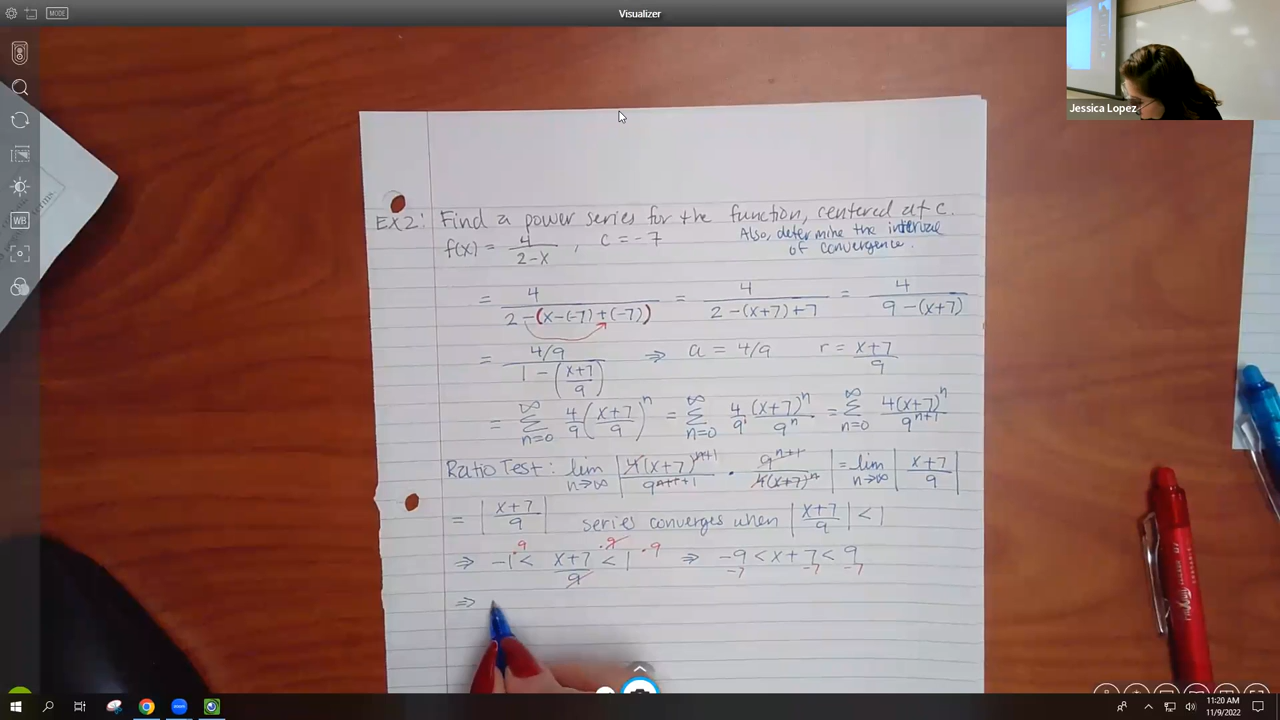 MODE
Visualizer
Jessica Lopez
WB
EX2: Find a power series for the function, centered at c.
f(x) = 4/(2-x) , c = -7
Also, determine the interval
of convergence.
= 4/(2-(x-(-7)+(-7))) = 4/(2-(x+7)+7) = 4/(9-(x+7))
= (4/9)/(1-((x+7)/9)) ⇒ a = 4/9 r = (x+7)/9
= ∑_{n=0}^{∞} 4/9 ((x+7)/9)^n = ∑_{n=0}^{∞} 4/9 (x+7)^n/9^n = ∑_{n=0}^{∞} 4(x+7)^n/9^{n+1}
Ratio Test: lim_{n→∞} |4(x+7)^{n+1}/9^{n+1+1} · 9^{n+1}/4(x+7)^n| = lim_{n→∞} |(x+7)/9|
= |(x+7)/9| series converges when |(x+7)/9| < 1
⇒ -1·9 < (x+7)/9 ·9 < 1 ·9 ⇒ -9 < x+7 < 9
-7 -7 -7
⇒
11:20 AM
11/9/2022